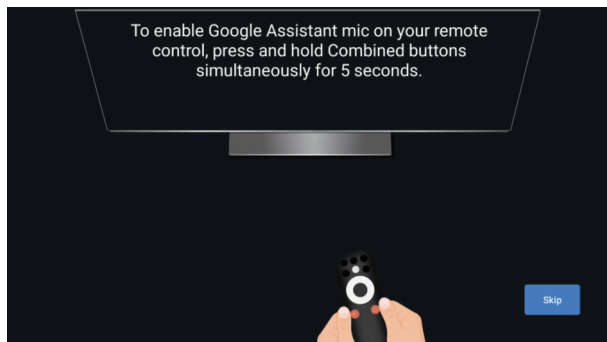 To enable Google Assistant mic on your remote
control, press and hold Combined buttons
simultaneously for 5 seconds.
Skip